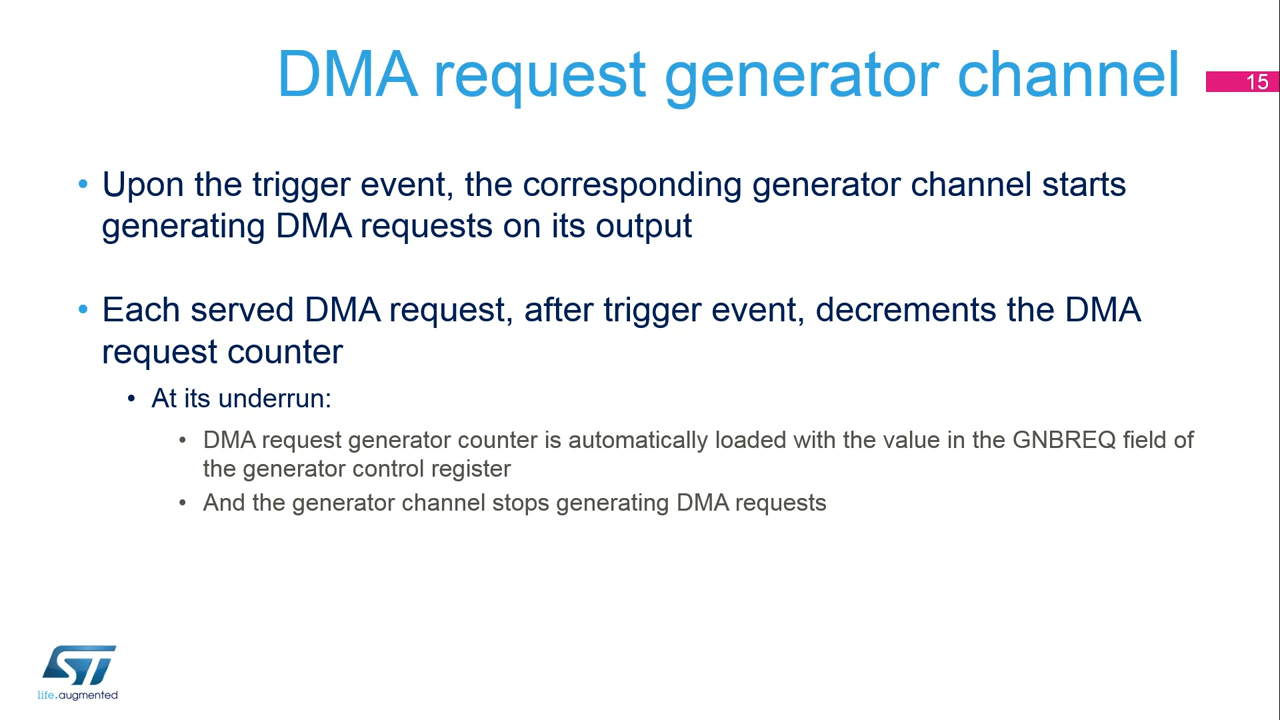 DMA request generator channel
15
• Upon the trigger event, the corresponding generator channel starts
generating DMA requests on its output
• Each served DMA request, after trigger event, decrements the DMA
request counter
• At its underrun:
• DMA request generator counter is automatically loaded with the value in the GNBREQ field of
the generator control register
• And the generator channel stops generating DMA requests
ST
life.augmented